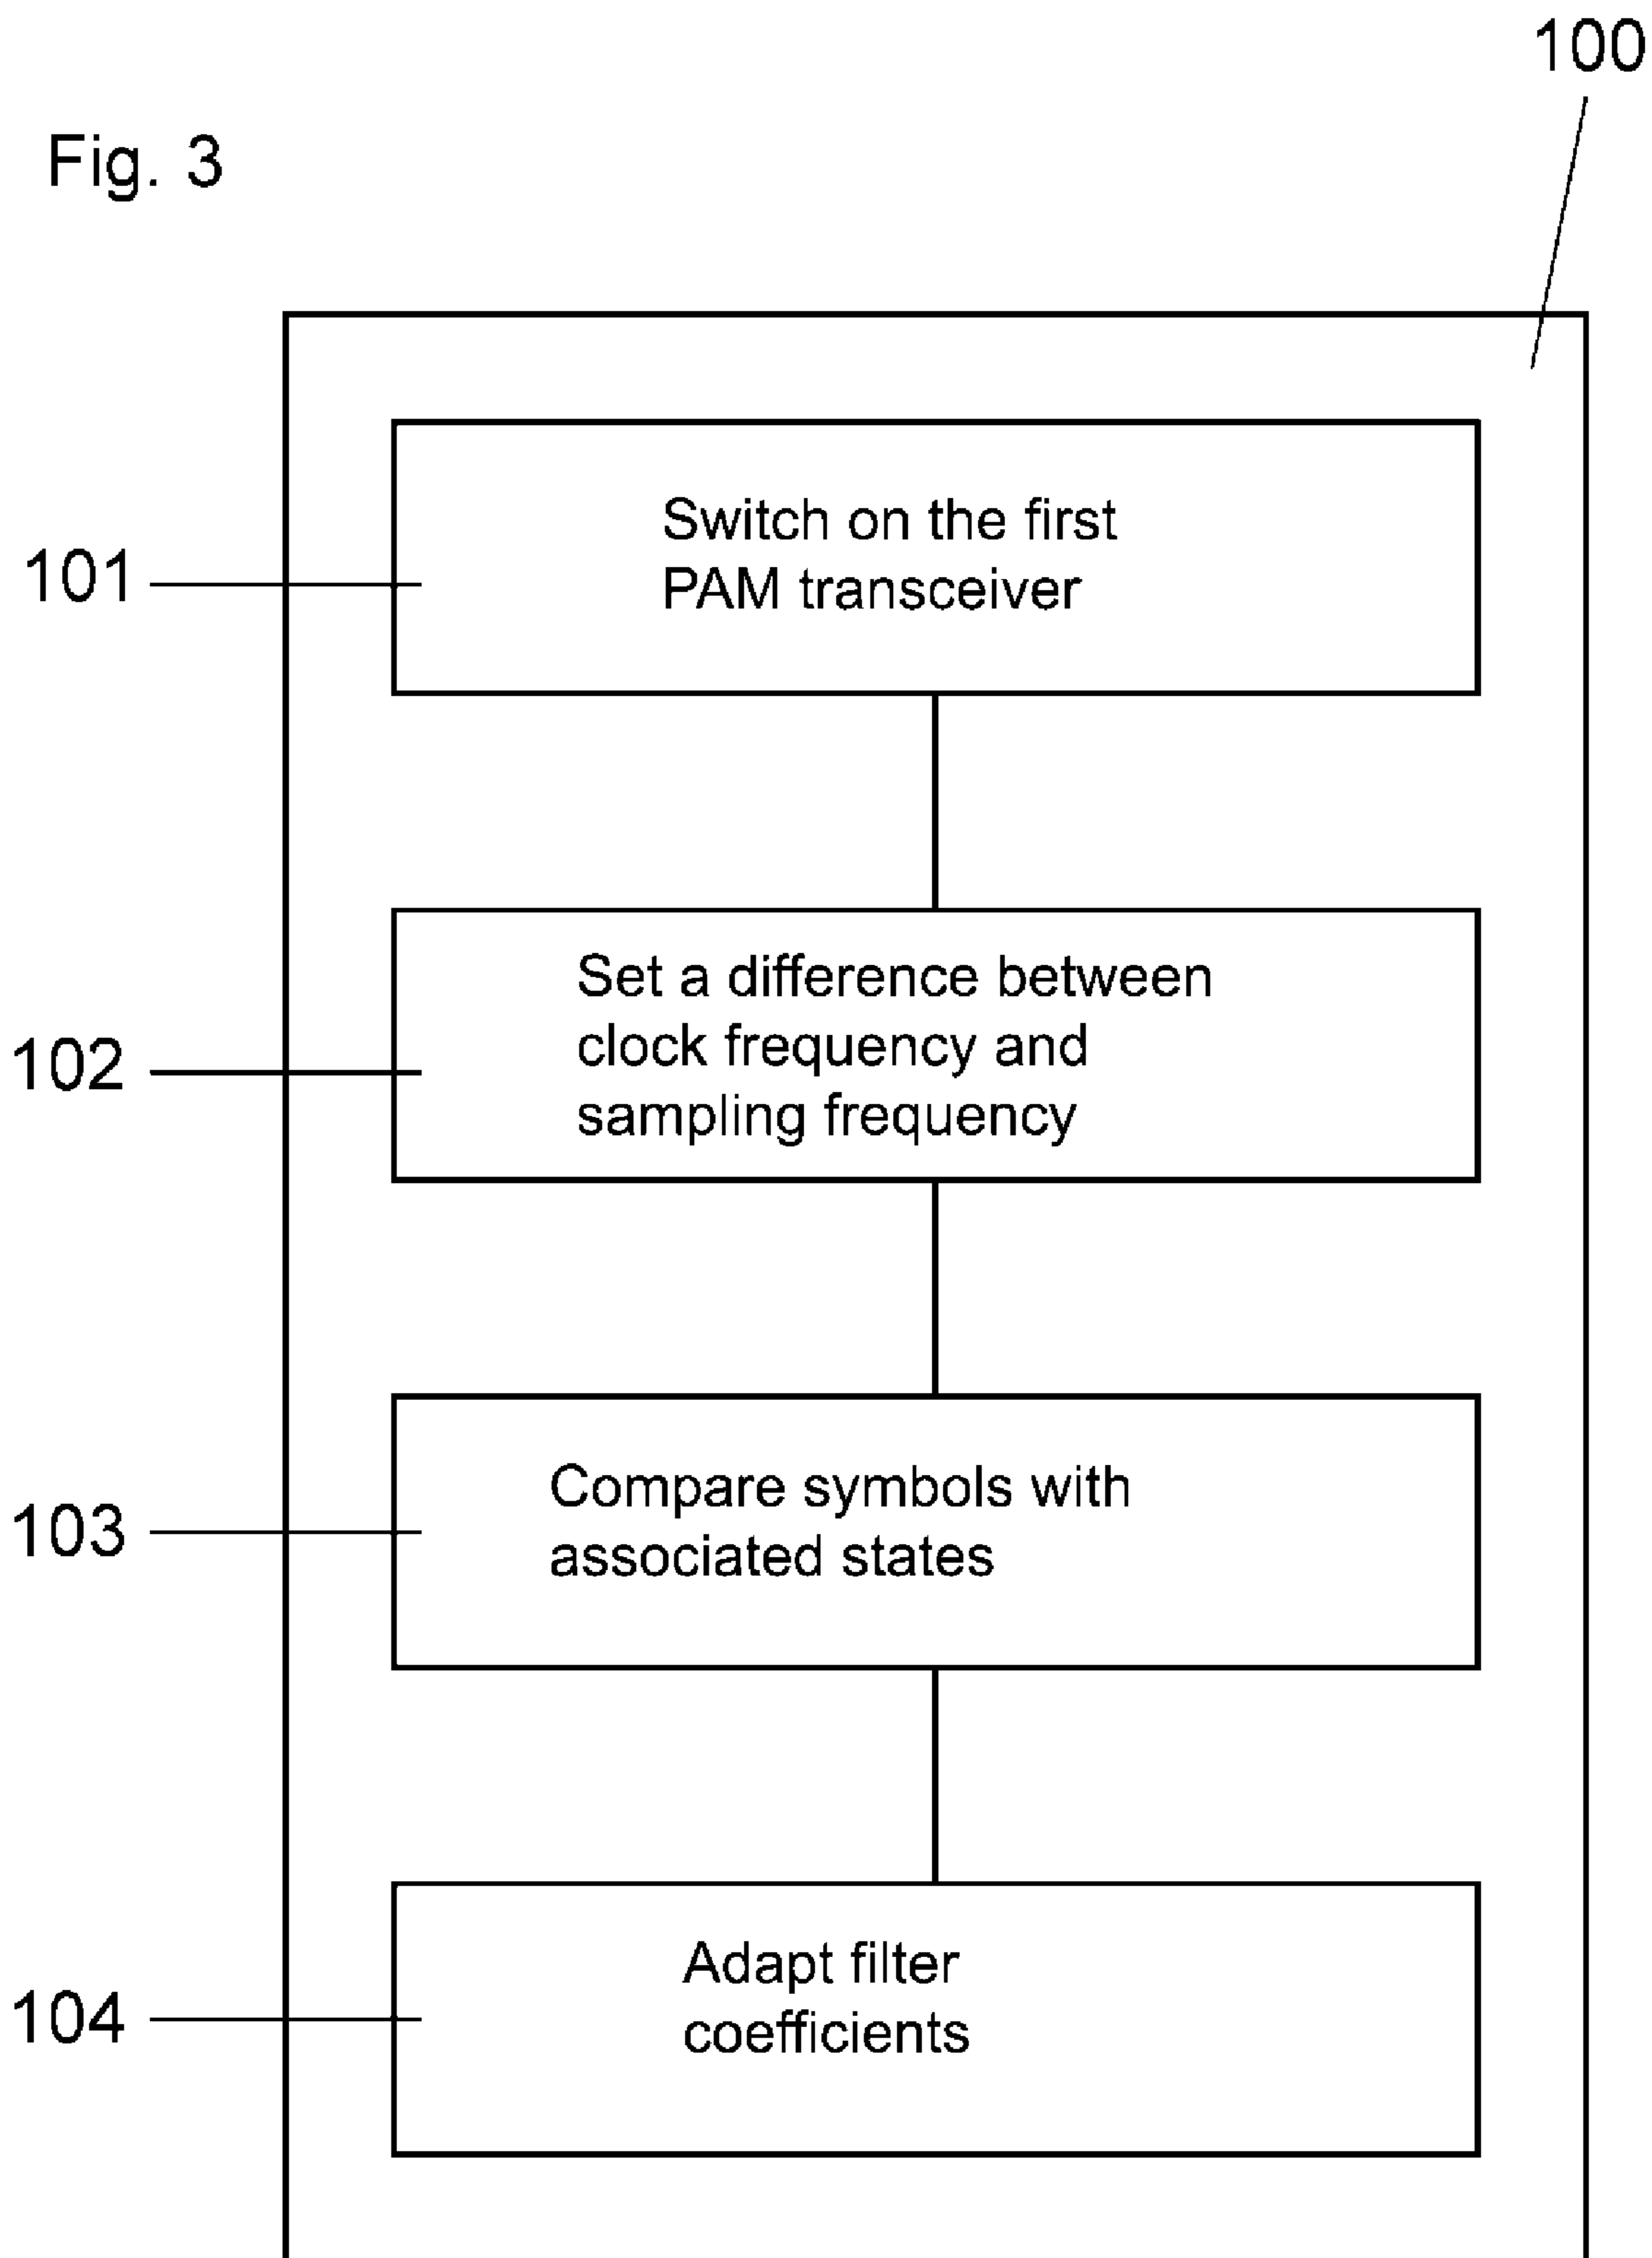 100
Fig. 3
Switch on the first
PAM transceiver
101
Set a difference between
clock frequency and
sampling frequency
102
Compare symbols with
associated states
103
Adapt filter
coefficients
104